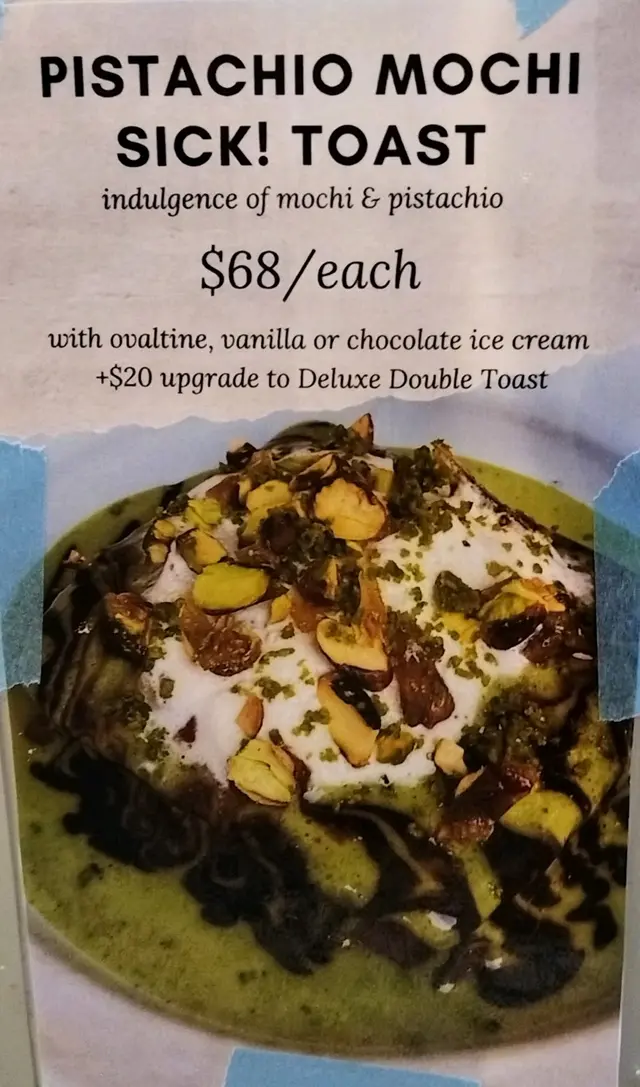 PISTACHIO MOCHI
SICK! TOAST
indulgence of mochi & pistachio
$68/each
with ovaltine, vanilla or chocolate ice cream
+$20 upgrade to Deluxe Double Toast